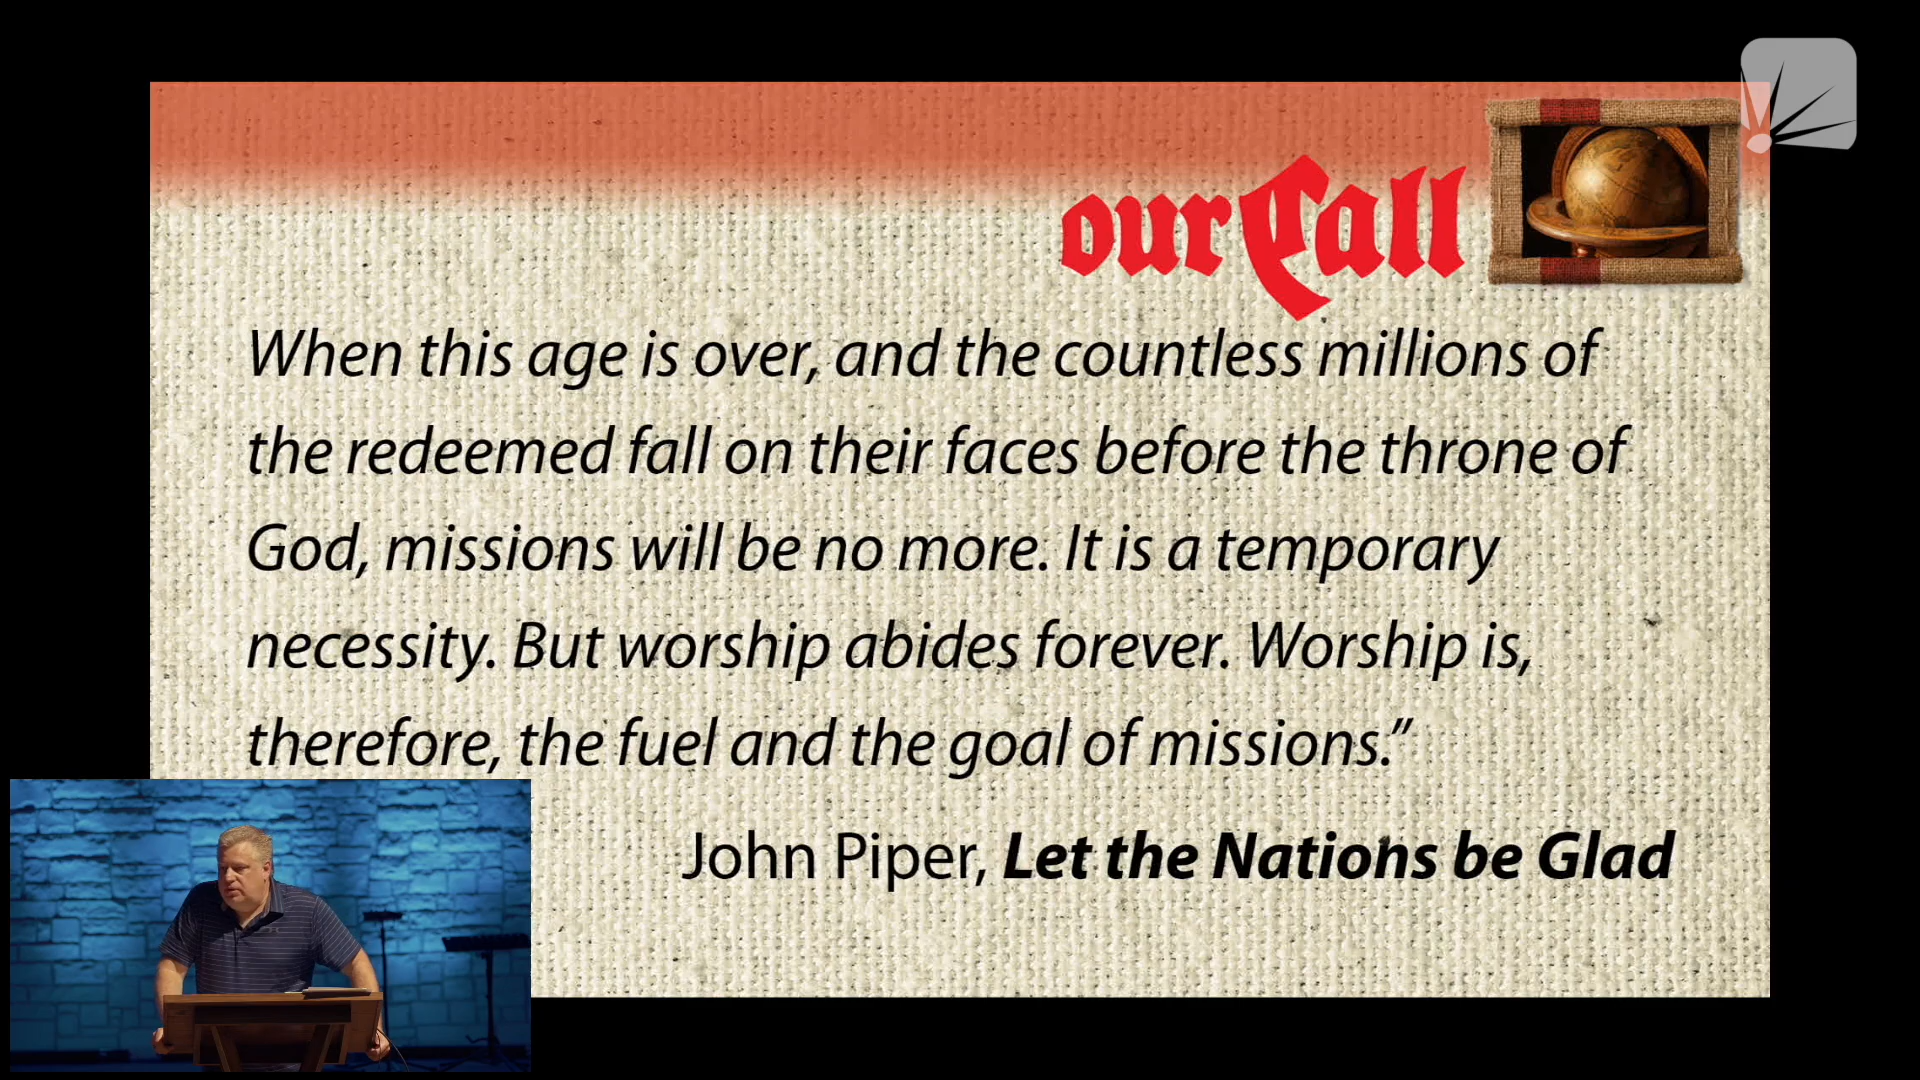 our Call
When this age is over, and the countless millions of
the redeemed fall on their faces before the throne of
God, missions will be no more. It is a temporary
necessity. But worship abides forever. Worship is,
therefore, the fuel and the goal of missions.”
John Piper, Let the Nations be Glad